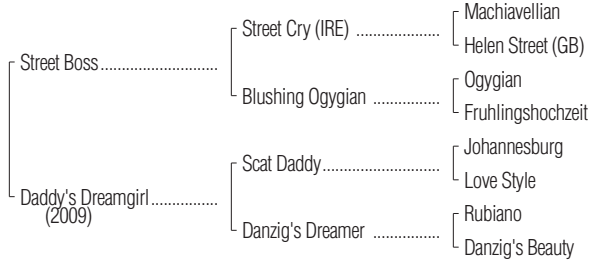 Machiavellian
Street Cry (IRE) ..................
Helen Street (GB)
Street Boss............................
Ogygian
Blushing Ogygian ................
Fruhlingshochzeit
Johannesburg
Scat Daddy............................
Love Style
Daddy's Dreamgirl................
(2009)
Rubiano
Danzig's Dreamer ................
Danzig's Beauty